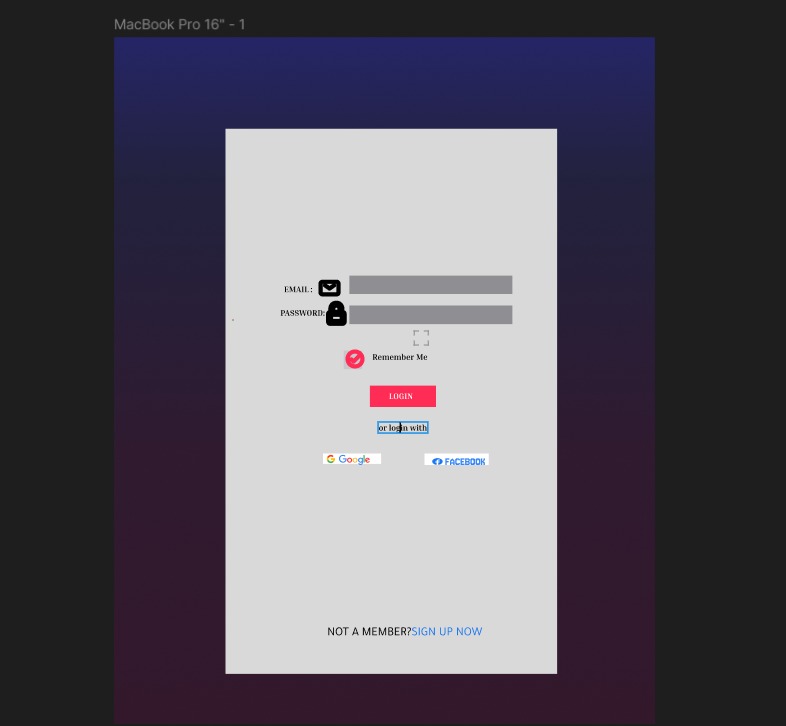 MacBook Pro 16" - 1
EMAIL:
PASSWORD:
Remember Me
LOGIN
or login with
Google
FACEBOOK
NOT A MEMBER?SIGN UP NOW